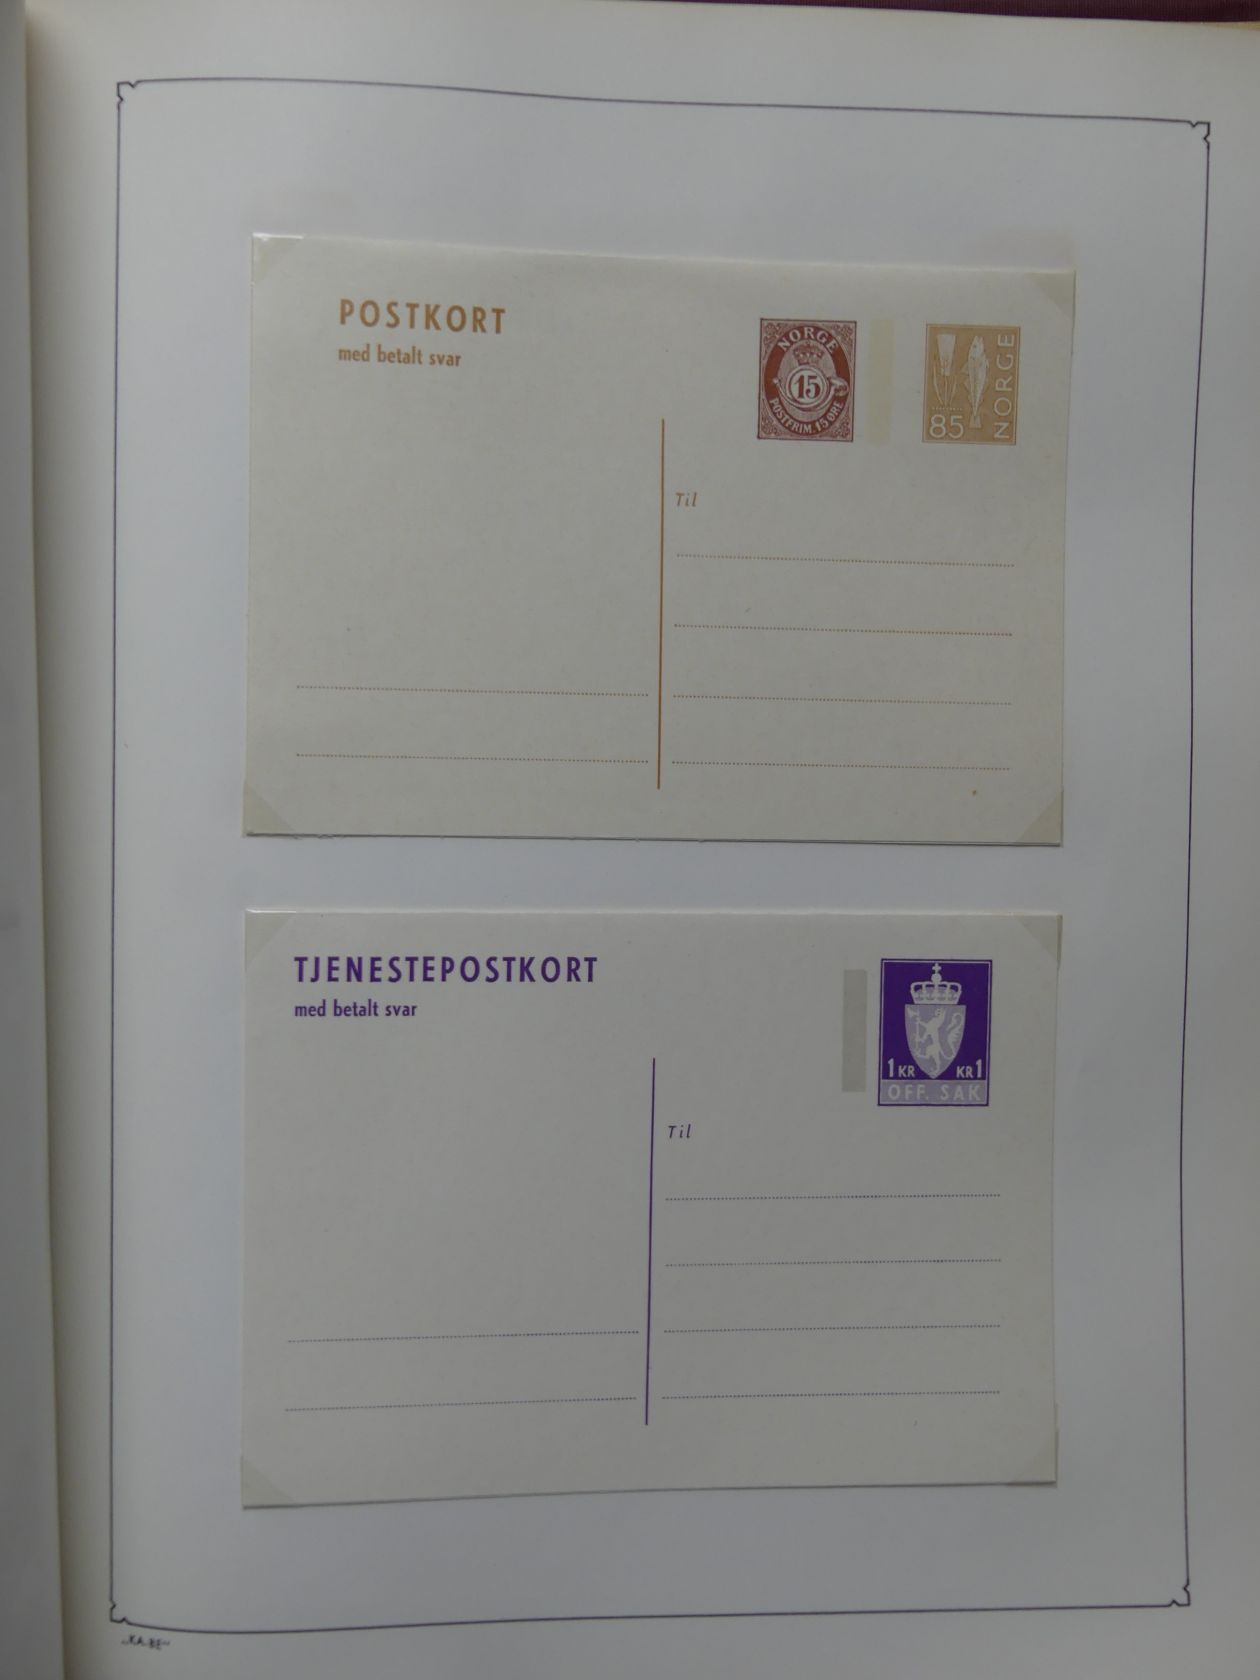 POSTKORT
med betalt svar
NORGE
15
POSTFRIM. 15 ØRE
85
NORGE
Til
TJENESTEPOSTKORT
med betalt svar
1 KR KR 1
OFF. SAK
Til
~KA-BE~